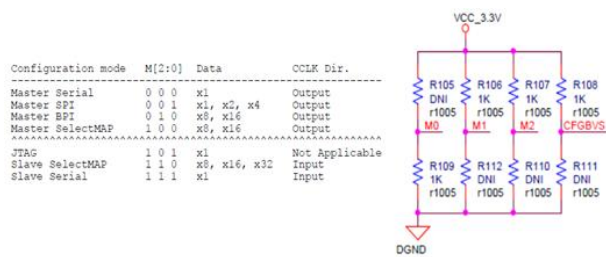 Configuration mode M[2:0] Data CCLK Dir.
--------------------------------------------------------
Master Serial 0 0 0 x1 Output
Master SPI 0 0 1 x1, x2, x4 Output
Master BPI 0 1 0 x8, x16 Output
Master SelectMAP 1 0 0 x8, x16 Output
^^^^^^^^^^^^^^^^^^^^^^^^^^^^^^^^^^^^^^^^^^^^^^^^^^^^^^^^
JTAG 1 0 1 x1 Not Applicable
Slave SelectMAP 1 1 0 x8, x16, x32 Input
Slave Serial 1 1 1 x1 Input
VCC_3.3V
R105 R106 R107 R108
DNI 1K 1K 1K
r1005 r1005 r1005 r1005
M0 M1 M2 CFGBVS
R109 R112 R110 R111
1K DNI DNI DNI
r1005 r1005 r1005 r1005
DGND